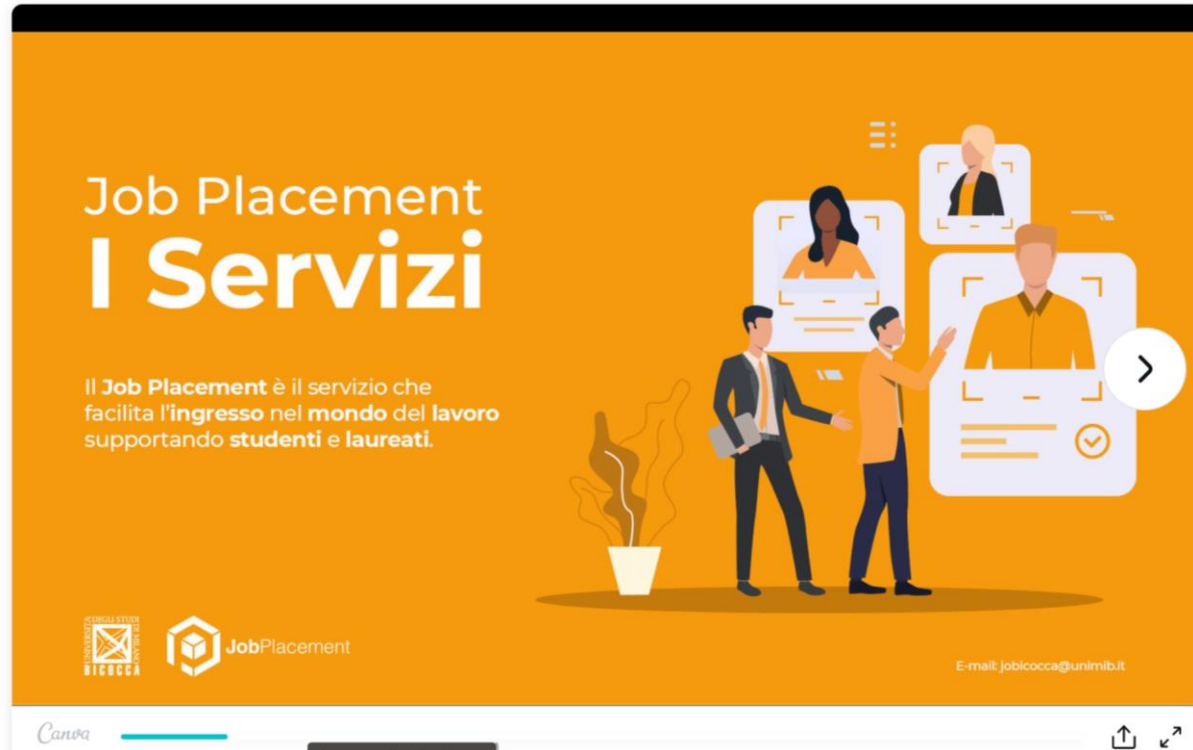 Job Placement
I Servizi
Il Job Placement è il servizio che
facilita l'ingresso nel mondo del lavoro
supportando studenti e laureati.
UNIVERSITÀ DEGLI STUDI DI MILANO
BICOCCA
JobPlacement
E-mail: jobicocca@unimib.it
Canva